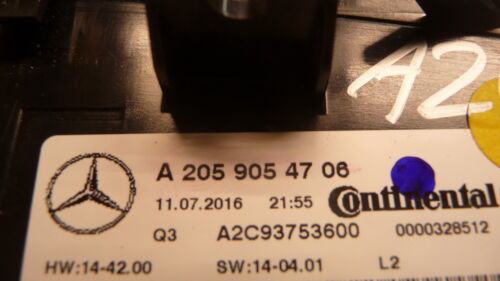 A2
A 205 905 47 06
11.07.2016 21:55 Continental
Q3 A2C93753600 0000328512
HW:14-42.00 SW:14-04.01 L2